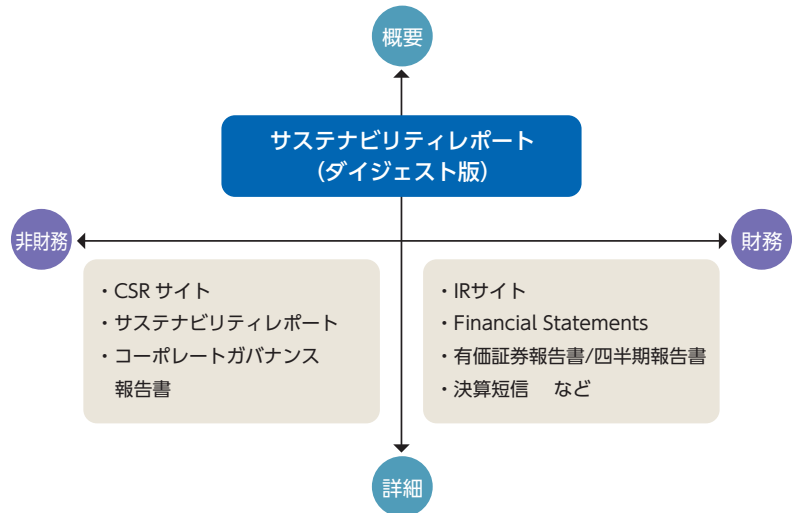 概要
サステナビリティレポート
（ダイジェスト版）
非財務
財務
・CSR サイト
・サステナビリティレポート
・コーポレートガバナンス
報告書
・IRサイト
・Financial Statements
・有価証券報告書/四半期報告書
・決算短信　など
詳細